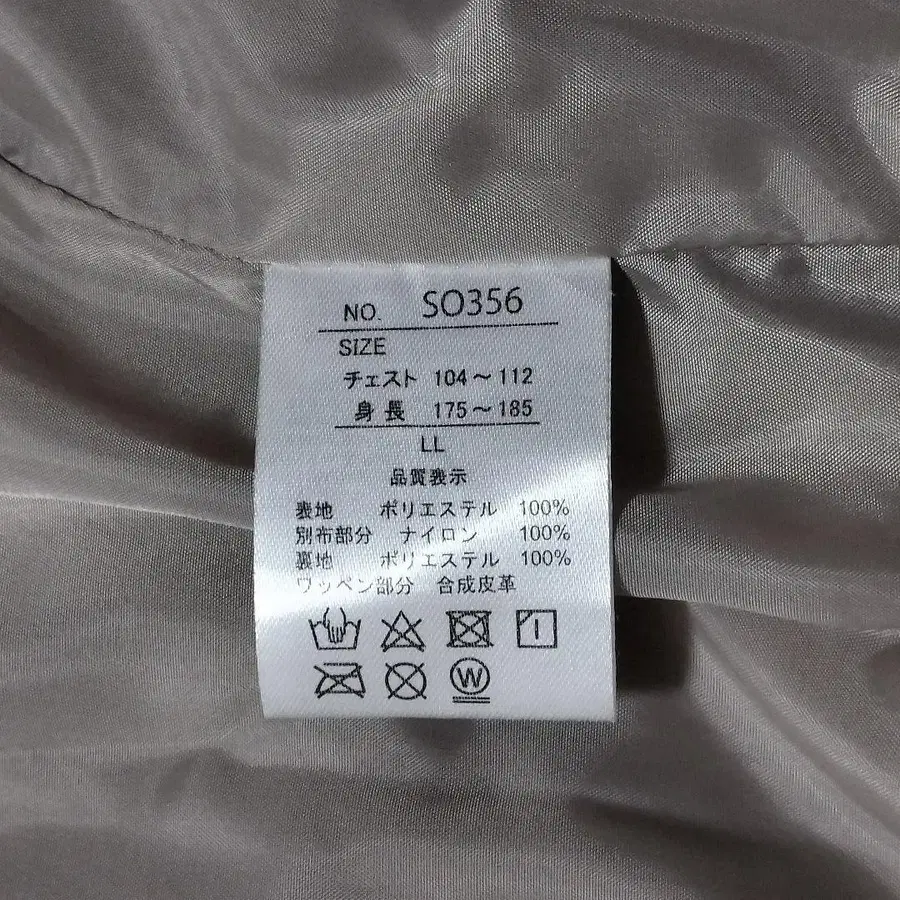 NO. SO356
SIZE
チェスト 104～112
身長 175～185
LL
品質表示
表地 ポリエステル 100%
別布部分 ナイロン 100%
裏地 ポリエステル 100%
ワッペン部分 合成皮革
W